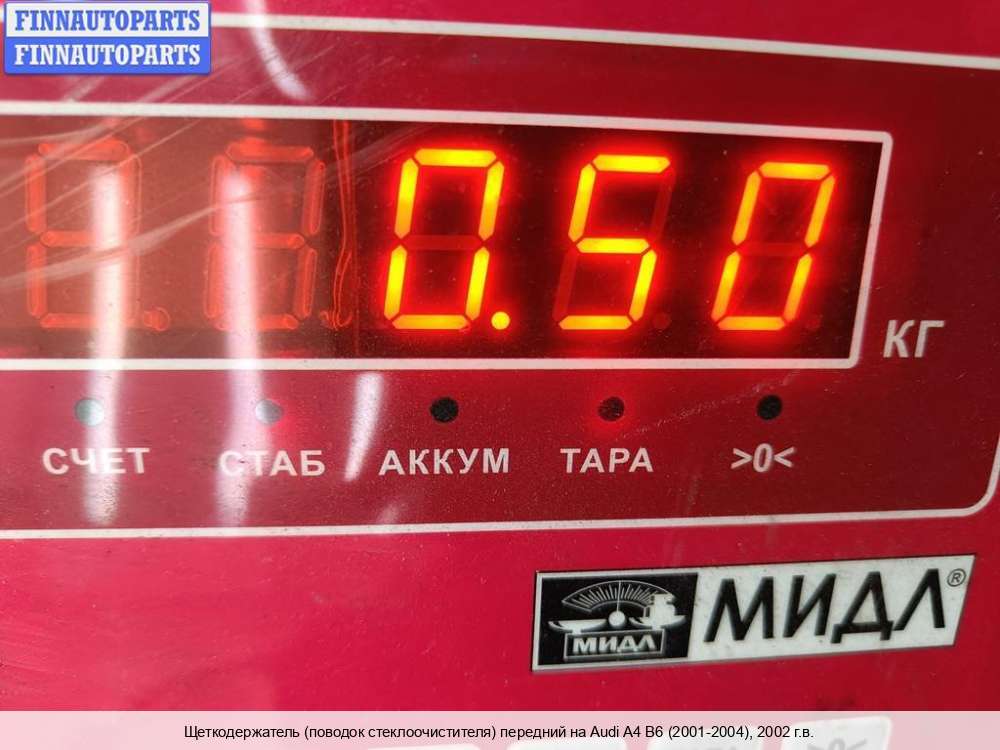 FINNAUTOPARTS
FINNAUTOPARTS
0.50
КГ
СЧЕТ СТАБ АККУМ ТАРА >0<
МИДЛ МИДЛ®
Щеткодержатель (поводок стеклоочистителя) передний на Audi A4 B6 (2001-2004), 2002 г.в.